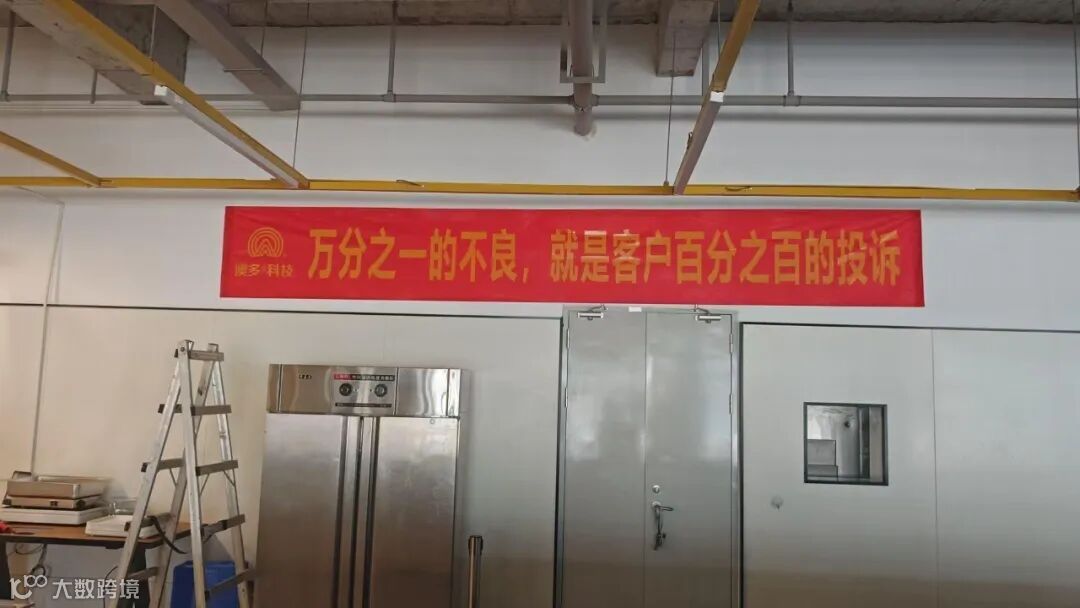 澳多 科技
万分之一的不良，就是客户百分之百的投诉
大数跨境